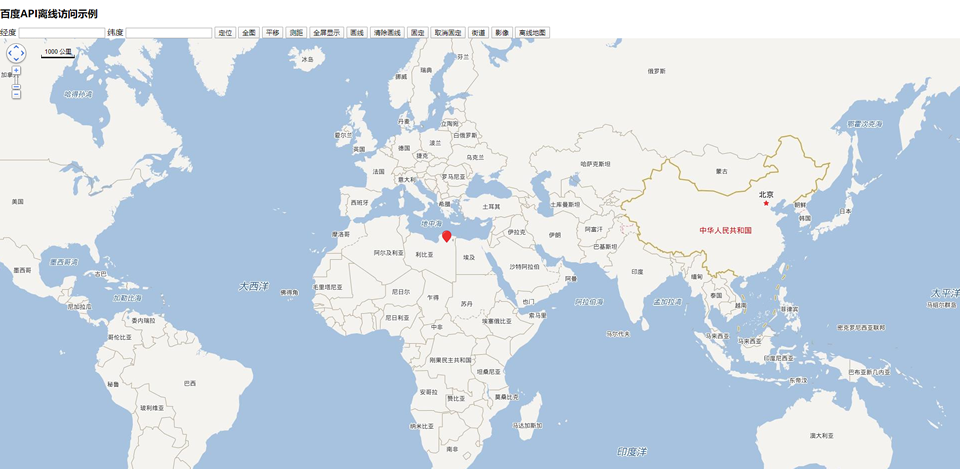 百度API离线访问示例
经度 纬度 定位 全图 平移 测距 全屏显示 画线 清除画线 固定 取消固定 街道 影像 离线地图
1000 公里
冰岛
芬兰
瑞典
挪威
俄罗斯
哈得孙湾
加拿
鄂霍次克海
丹麦
立陶宛
爱尔兰
白俄罗斯
英国
德国
波兰
捷克
乌克兰
哈萨克斯坦
法国
蒙古
意大利
罗马尼亚
北京
美国
西班牙
希腊
土耳其
土库曼斯坦
朝鲜
日本
韩国
地中海
摩洛哥
伊拉克
伊朗
阿富汗
中华人民共和国
阿尔及利亚
利比亚
埃及
巴基斯坦
墨西哥湾
墨西哥
沙特阿拉伯
印度
缅甸
古巴
大西洋
佛得角
毛里塔尼亚
尼日尔
乍得
苏丹
也门
阿曼
阿拉伯海
孟加拉湾
泰国
越南
菲律宾
太平洋
马绍尔群岛
加勒比海
尼加拉瓜
委内瑞拉
尼日利亚
中非
埃塞俄比亚
索马里
马尔代夫
马来西亚
马来西亚
密克罗尼西亚联邦
哥伦比亚
刚果民主共和国
坦桑尼亚
印度尼西亚
巴布亚新几内亚
东帝汶
秘鲁
巴西
安哥拉
赞比亚
莫桑比克
玻利维亚
纳米比亚
马达加斯加
澳大利亚
南非
印度洋